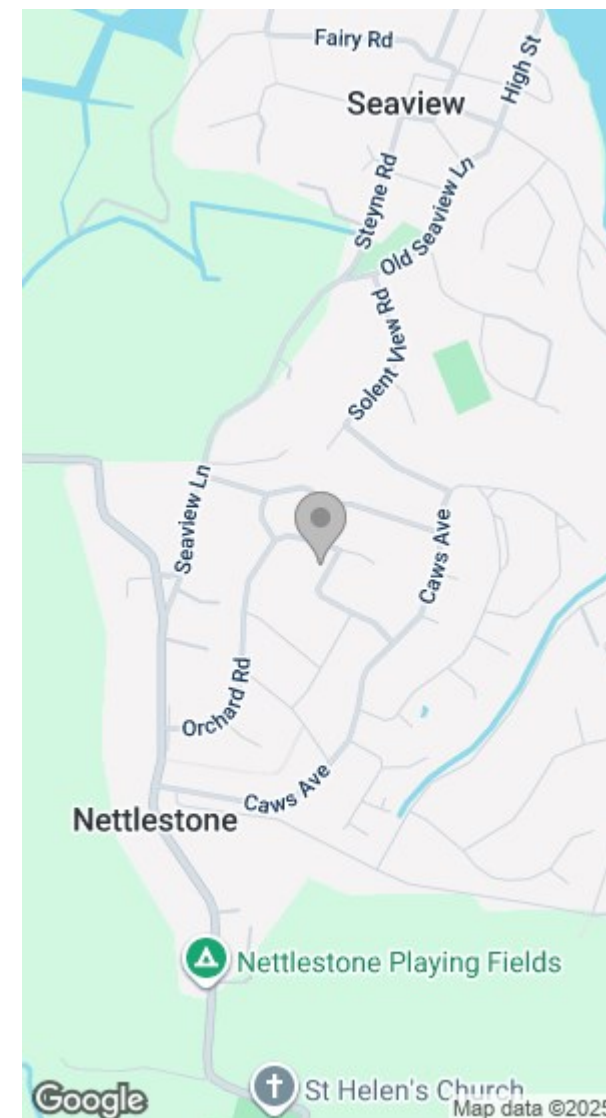 Fairy Rd
Seaview
High St
Steyne Rd
Old Seaview Ln
Solent View Rd
Seaview Ln
Caws Ave
Orchard Rd
Caws Ave
Nettlestone
Nettlestone Playing Fields
St Helen's Church
Google
Map data ©2025